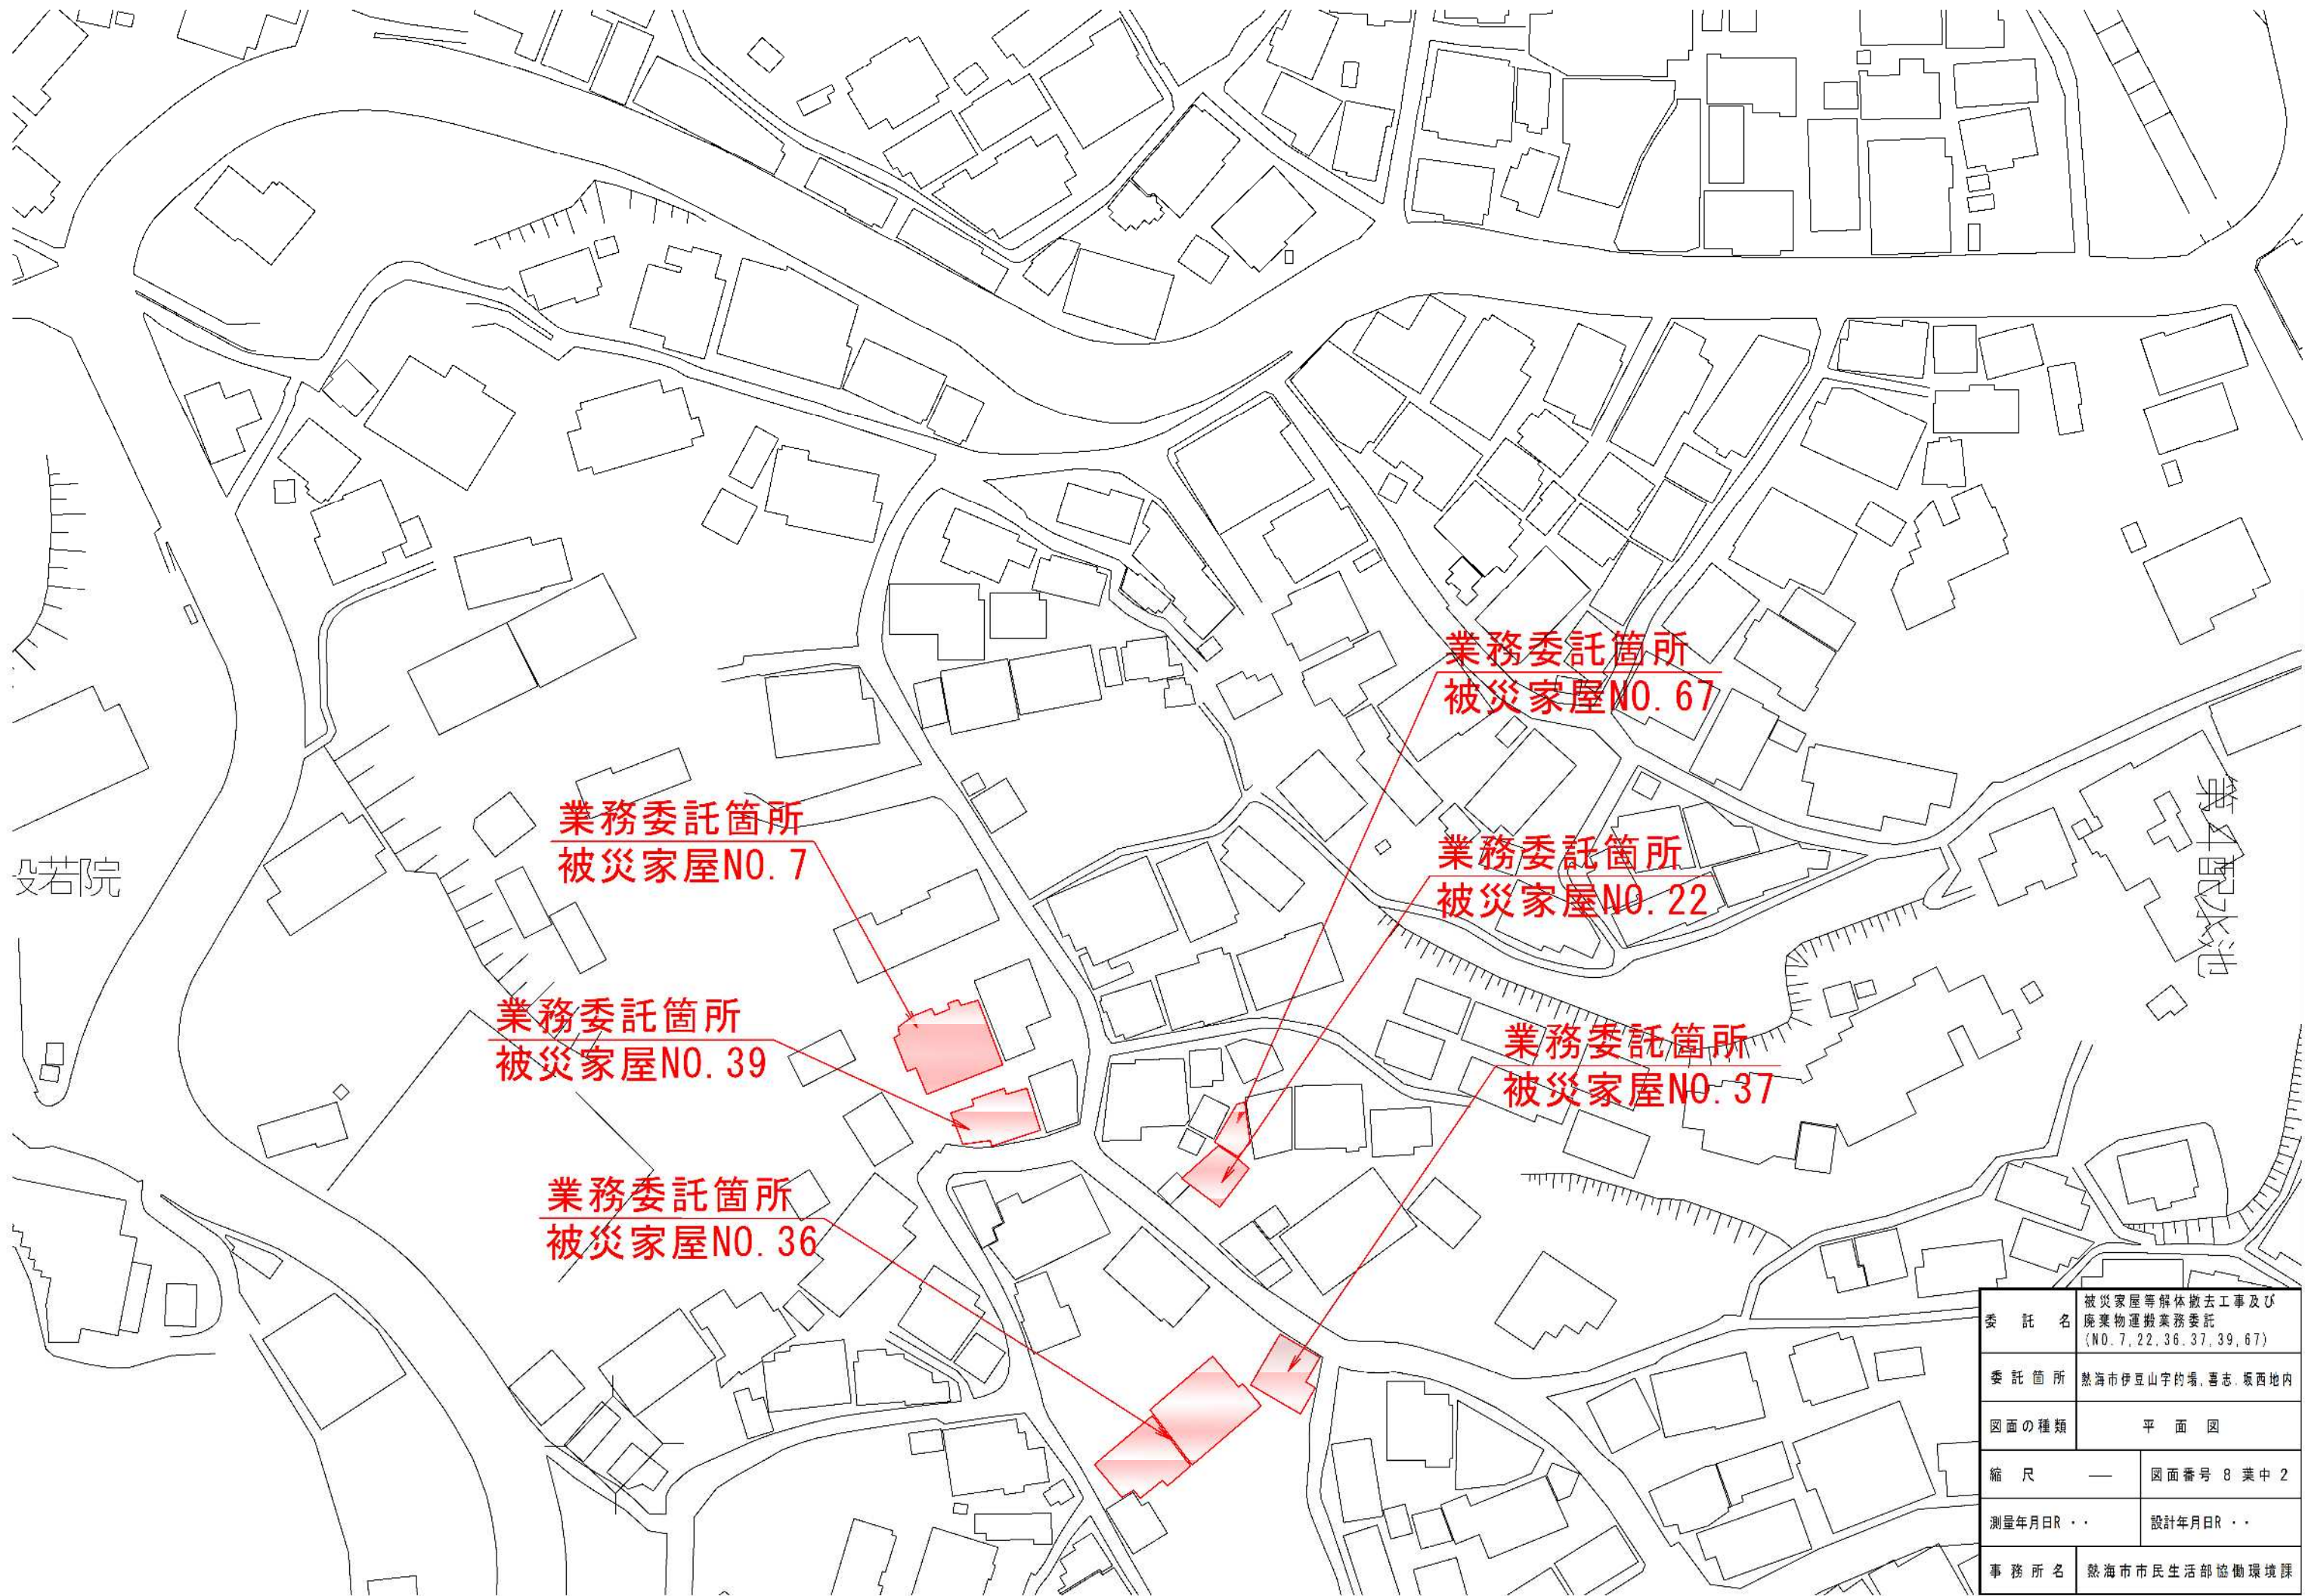 業務委託箇所
被災家屋NO.67
業務委託箇所
被災家屋NO.7
業務委託箇所
被災家屋NO.22
般若院
業務委託箇所
被災家屋NO.39
業務委託箇所
被災家屋NO.37
業務委託箇所
被災家屋NO.36
委託名 被災家屋等解体撤去工事及び
廃棄物運搬業務委託
(NO.7,22,36.37,39,67)
委託箇所 熱海市伊豆山字的場,喜志.坂西地内
図面の種類 平面図
縮尺 ― 図面番号 8 葉中 2
測量年月日R ・・ 設計年月日R ・・
事務所名 熱海市市民生活部協働環境課